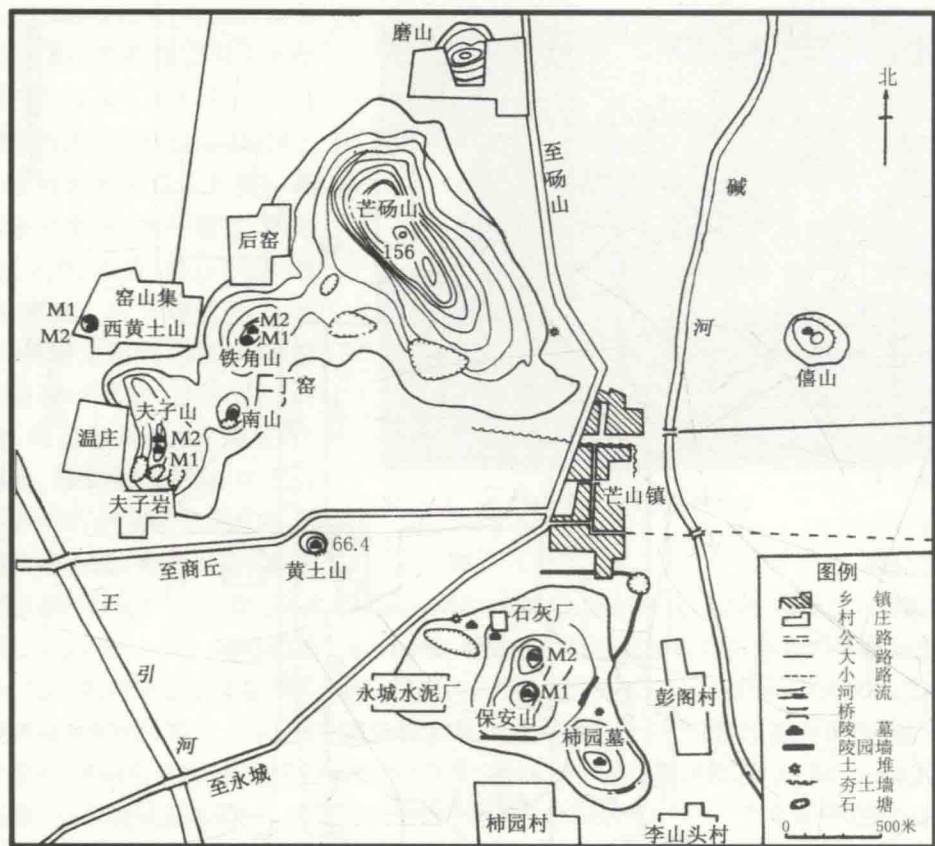 磨山
北
至砀山
碱河
芒砀山
156
后窑
窑山集
M1
M2
西黄土山
M2
M1
铁角山
丁窑
南山
僖山
夫子山
温庄
M2
M1
夫子岩
芒山镇
66.4
黄土山
至商丘
王引河
石灰厂
M2
M1
永城水泥厂
保安山
柿园墓
彭阁村
至永城
柿园村
李山头村
图例
乡镇
村庄
公路
大路
小路
河流
桥
陵墓
陵园墙
土堆
夯土墙
石塘
0 500米